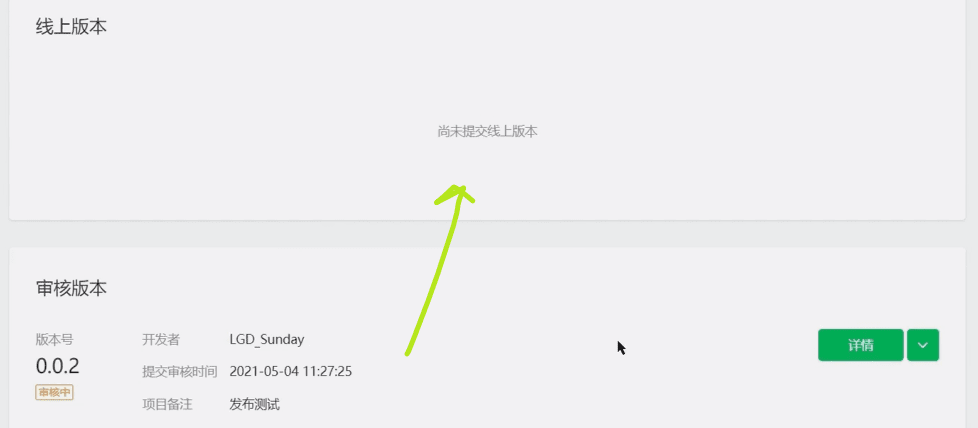 线上版本
尚未提交线上版本
审核版本
版本号
0.0.2
审核中
开发者 LGD_Sunday
提交审核时间 2021-05-04 11:27:25
项目备注 发布测试
详情